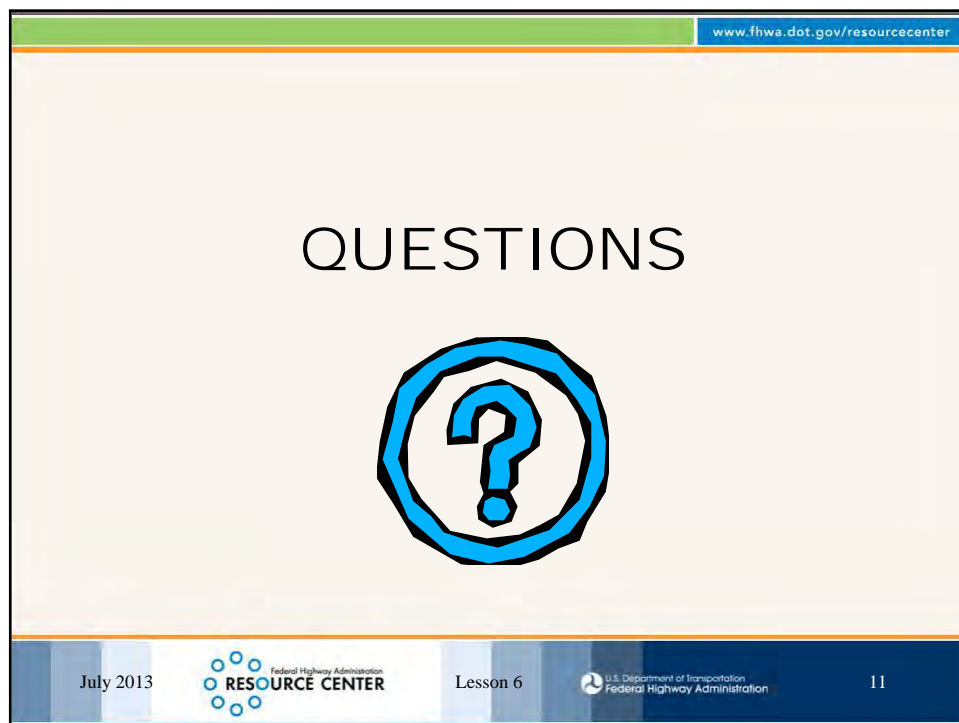 www.fhwa.dot.gov/resourcecenter
QUESTIONS
?
July 2013
Federal Highway Administration
RESOURCE CENTER
Lesson 6
U.S. Department of Transportation
Federal Highway Administration
11